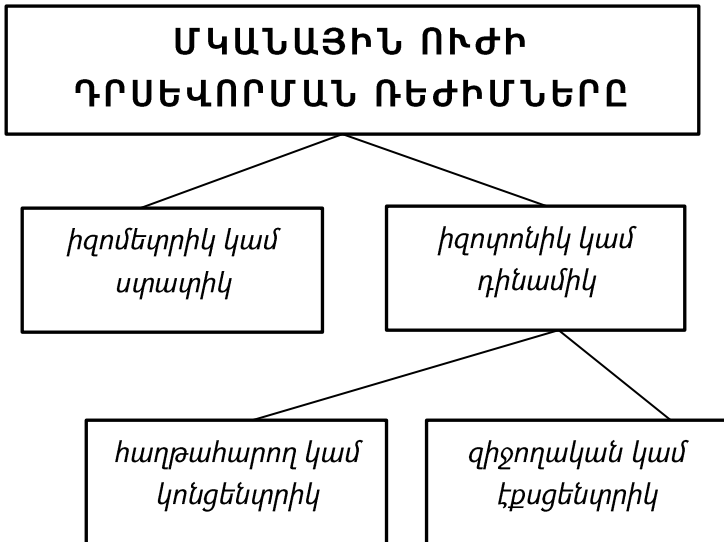 ՄԿԱՆԱՅԻՆ ՈՒԺԻ
ԴՐՍԵՎՈՐՄԱՆ ՌԵԺԻՄՆԵՐԸ
իզոմետրիկ կամ
ստատիկ
իզոտոնիկ կամ
դինամիկ
հաղթահարող կամ
կոնցենտրիկ
զիջողական կամ
էքսցենտրիկ